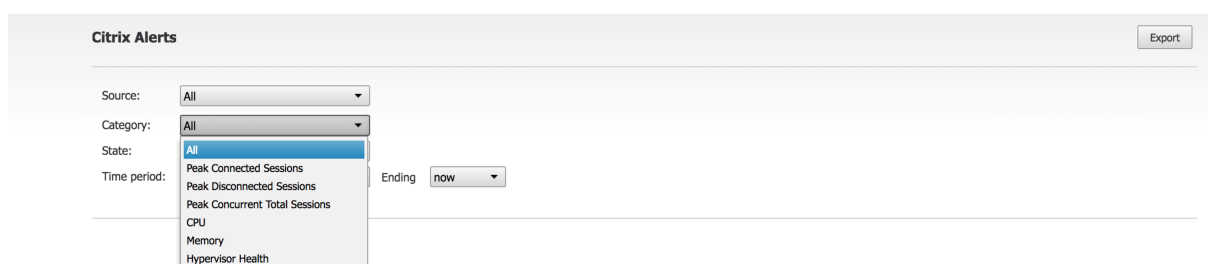 Citrix Alerts
Export
Source:
All
Category:
All
State:
All
Peak Connected Sessions
Time period:
Ending
now
Peak Disconnected Sessions
Peak Concurrent Total Sessions
CPU
Memory
Hypervisor Health